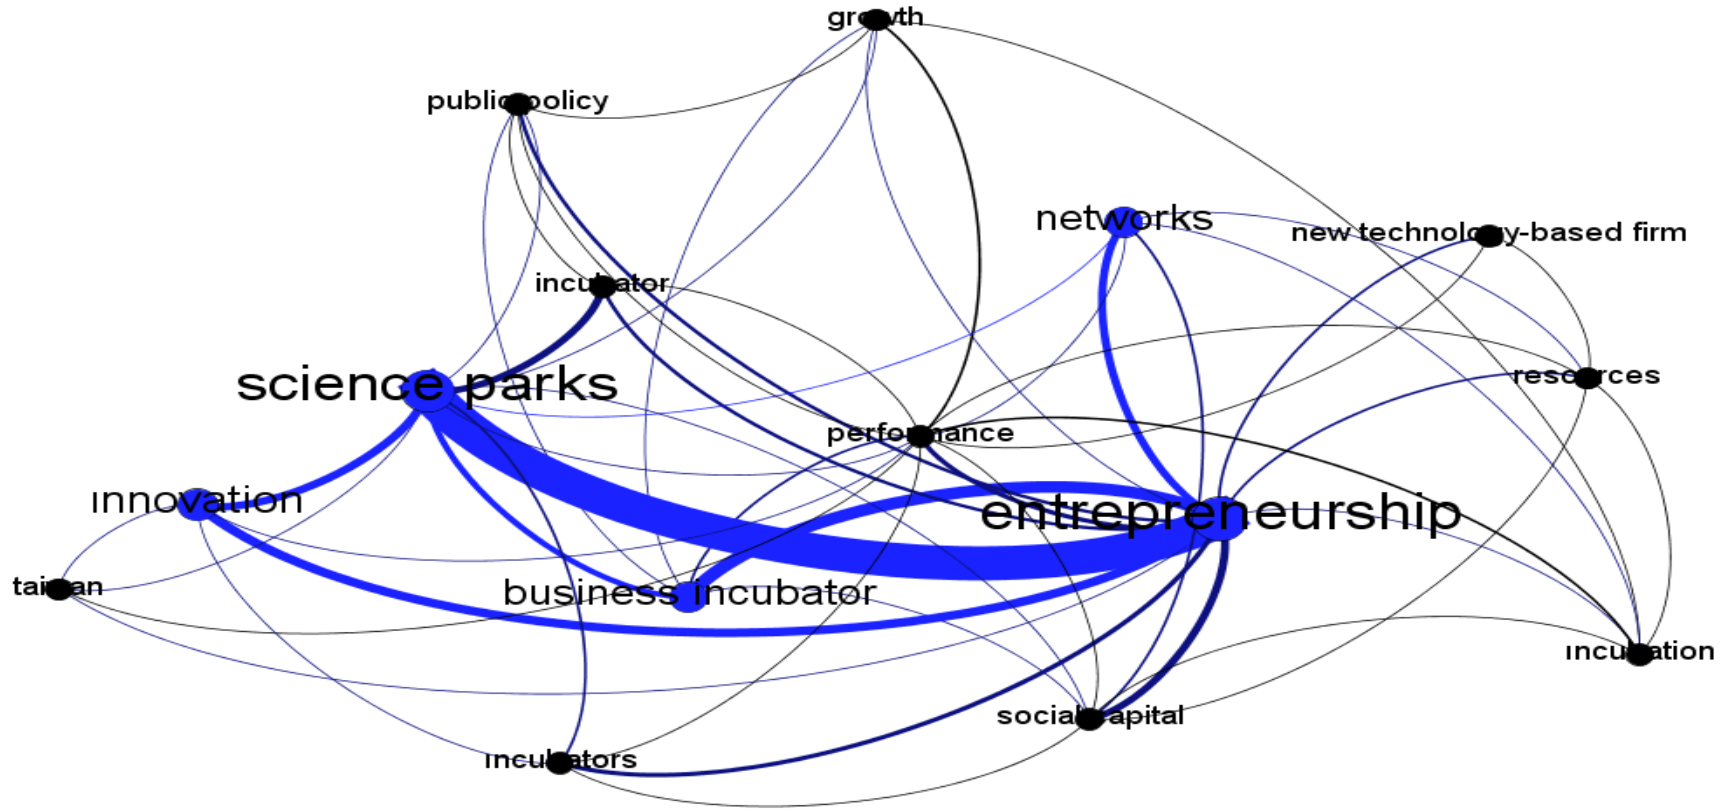 growth
public policy
networks
new technology-based firm
incubator
science parks
resources
performance
innovation
entrepreneurship
taiwan
business incubator
incubation
social capital
incubators